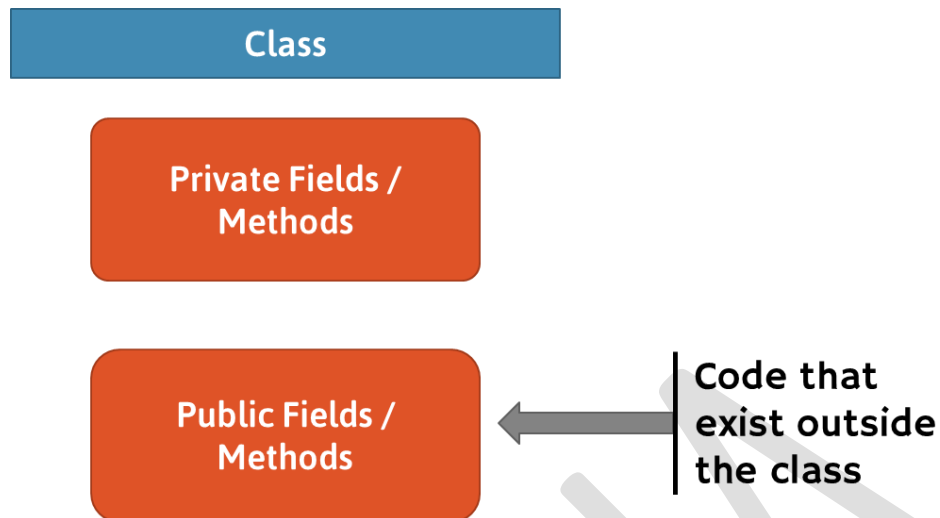 Class
Private Fields /
Methods
Public Fields /
Methods
Code that
exist outside
the class